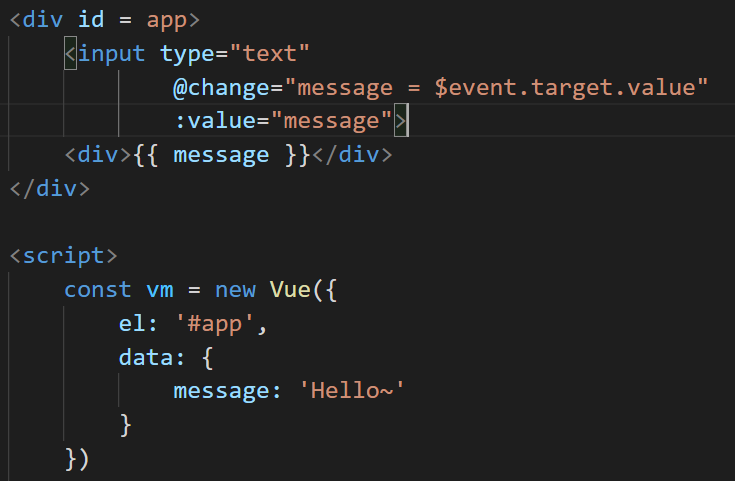 <div id = app>
    <input type="text"
            @change="message = $event.target.value"
            :value="message">
    <div>{{ message }}</div>
</div>

<script>
    const vm = new Vue({
        el: '#app',
        data: {
            message: 'Hello~'
        }
    })